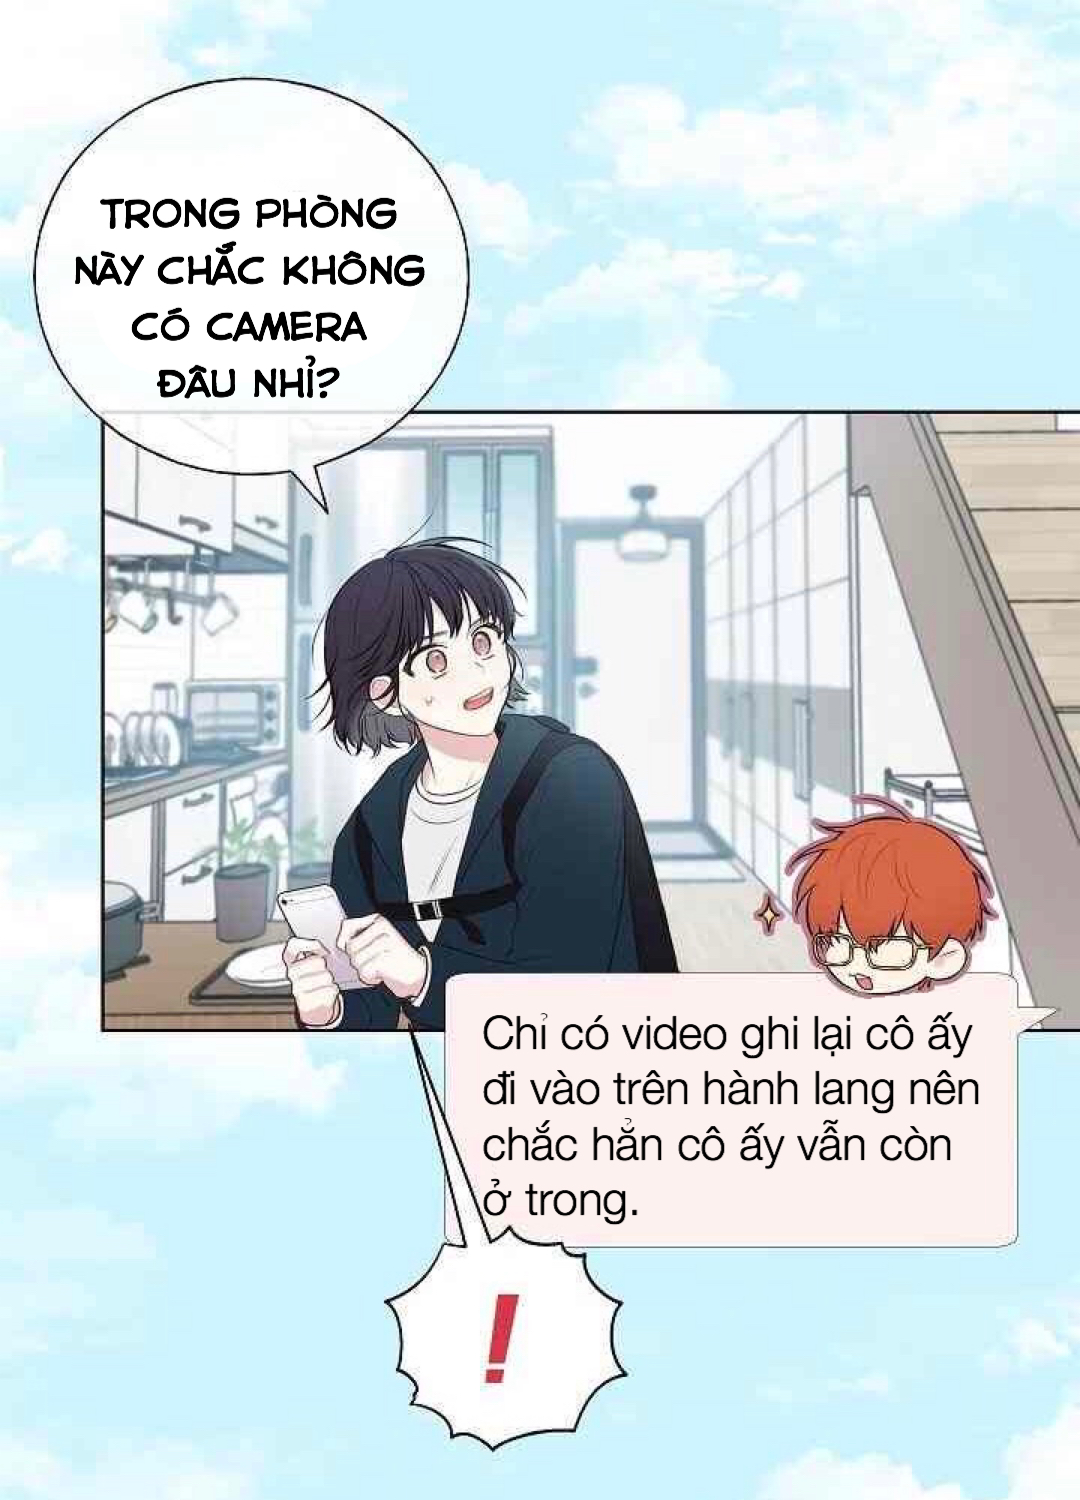 TRONG PHÒNG
NÀY CHẮC KHÔNG
CÓ CAMERA
ĐÂU NHỈ?
Chỉ có video ghi lại cô ấy
đi vào trên hành lang nên
chắc hẳn cô ấy vẫn còn
ở trong.
!